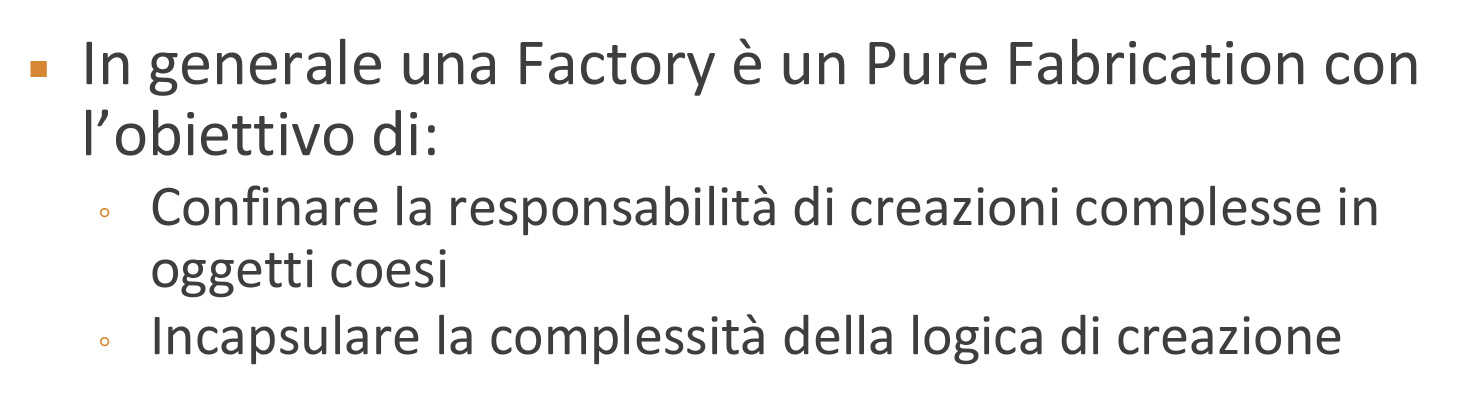 ▪ In generale una Factory è un Pure Fabrication con
l’obiettivo di:
◦ Confinare la responsabilità di creazioni complesse in
oggetti coesi
◦ Incapsulare la complessità della logica di creazione